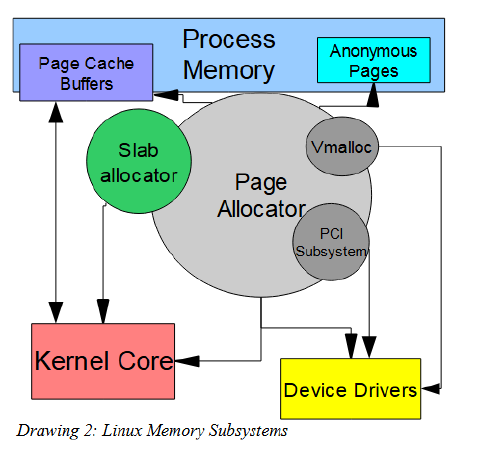 Process
Memory
Page Cache
Buffers
Anonymous
Pages
Slab
allocator
Vmalloc
Page
Allocator
PCI
Subsystem
Kernel Core
Device Drivers
Drawing 2: Linux Memory Subsystems